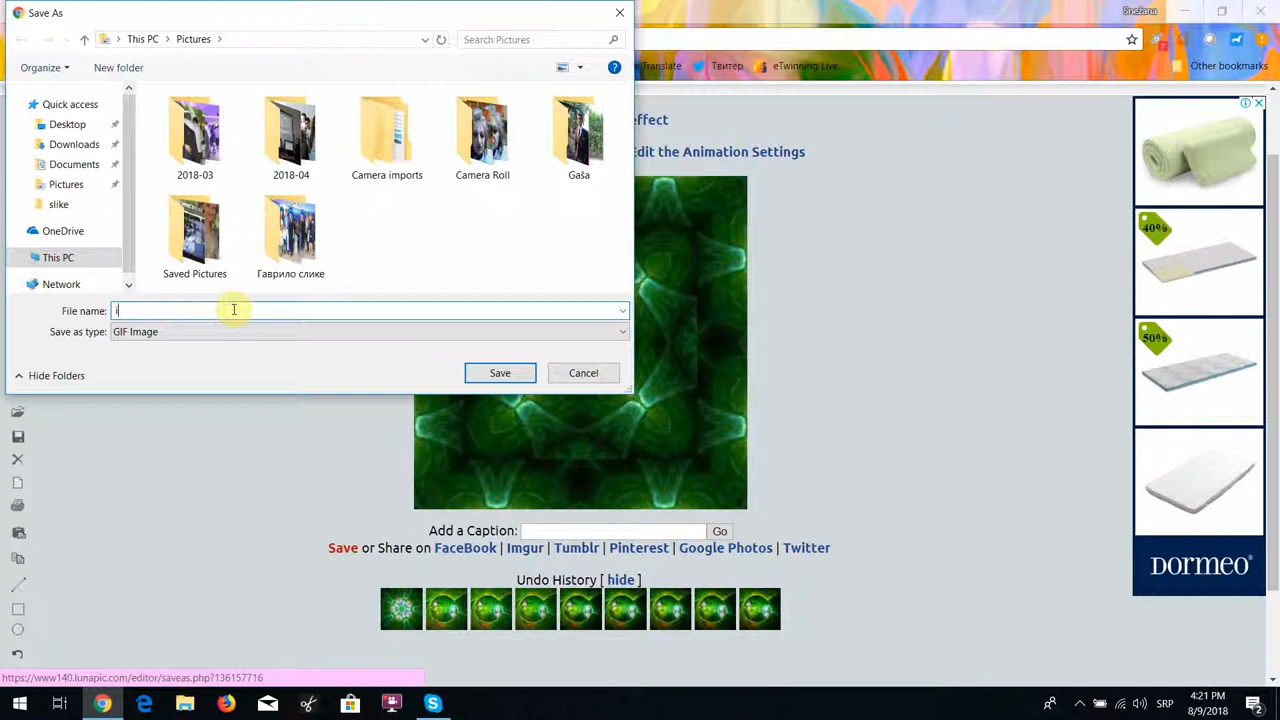 Save As
Snežana
This PC > Pictures >
Search Pictures
Organize
New folder
Translate
Твитер
eTwinning Live
Other bookmarks
Quick access
Desktop
Downloads
Documents
Pictures
slike
OneDrive
This PC
Network
2018-03
2018-04
Camera imports
Camera Roll
Gaša
Saved Pictures
Гаврило слике
File name: i
Save as type: GIF Image
Hide Folders
Save
Cancel
effect
Edit the Animation Settings
40%
50%
DORMEO
Add a Caption:
Go
Save or Share on FaceBook | Imgur | Tumblr | Pinterest | Google Photos | Twitter
Undo History [ hide ]
https://www140.lunapic.com/editor/saveas.php?136157716
SRP
4:21 PM
8/9/2018
2